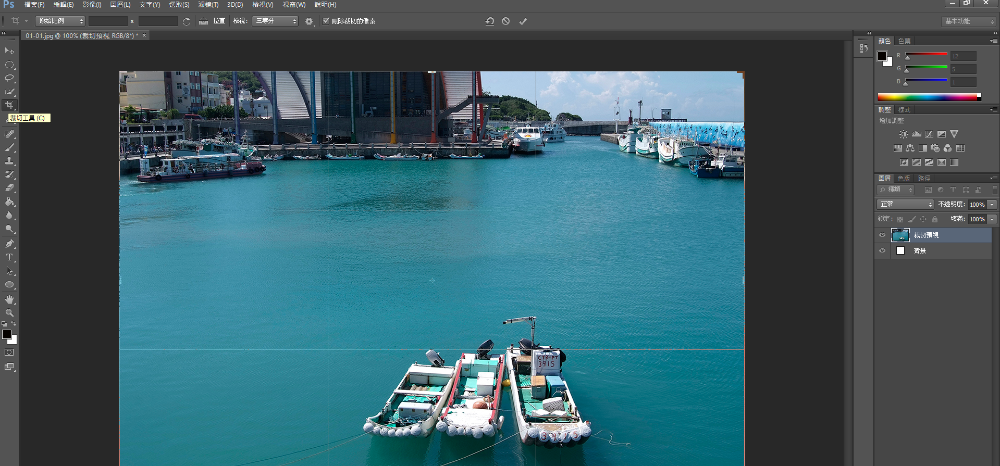 Ps 檔案(F) 編輯(E) 影像(I) 圖層(L) 文字(Y) 選取(S) 濾鏡(T) 3D(D) 檢視(V) 視窗(W) 說明(H)
原始比例 x 拉直 檢視: 三等分 刪除裁切的像素 基本功能
01-01.jpg @ 100% (裁切預視, RGB/8*) * ×
顏色 色票
R 12
G 5
B 1
裁切工具 (C)
調整 樣式
增加調整
圖層 色版 路徑
種類
正常 不透明度: 100%
鎖定: 填滿: 100%
裁切預視
背景
CTR-PT
3915
3915